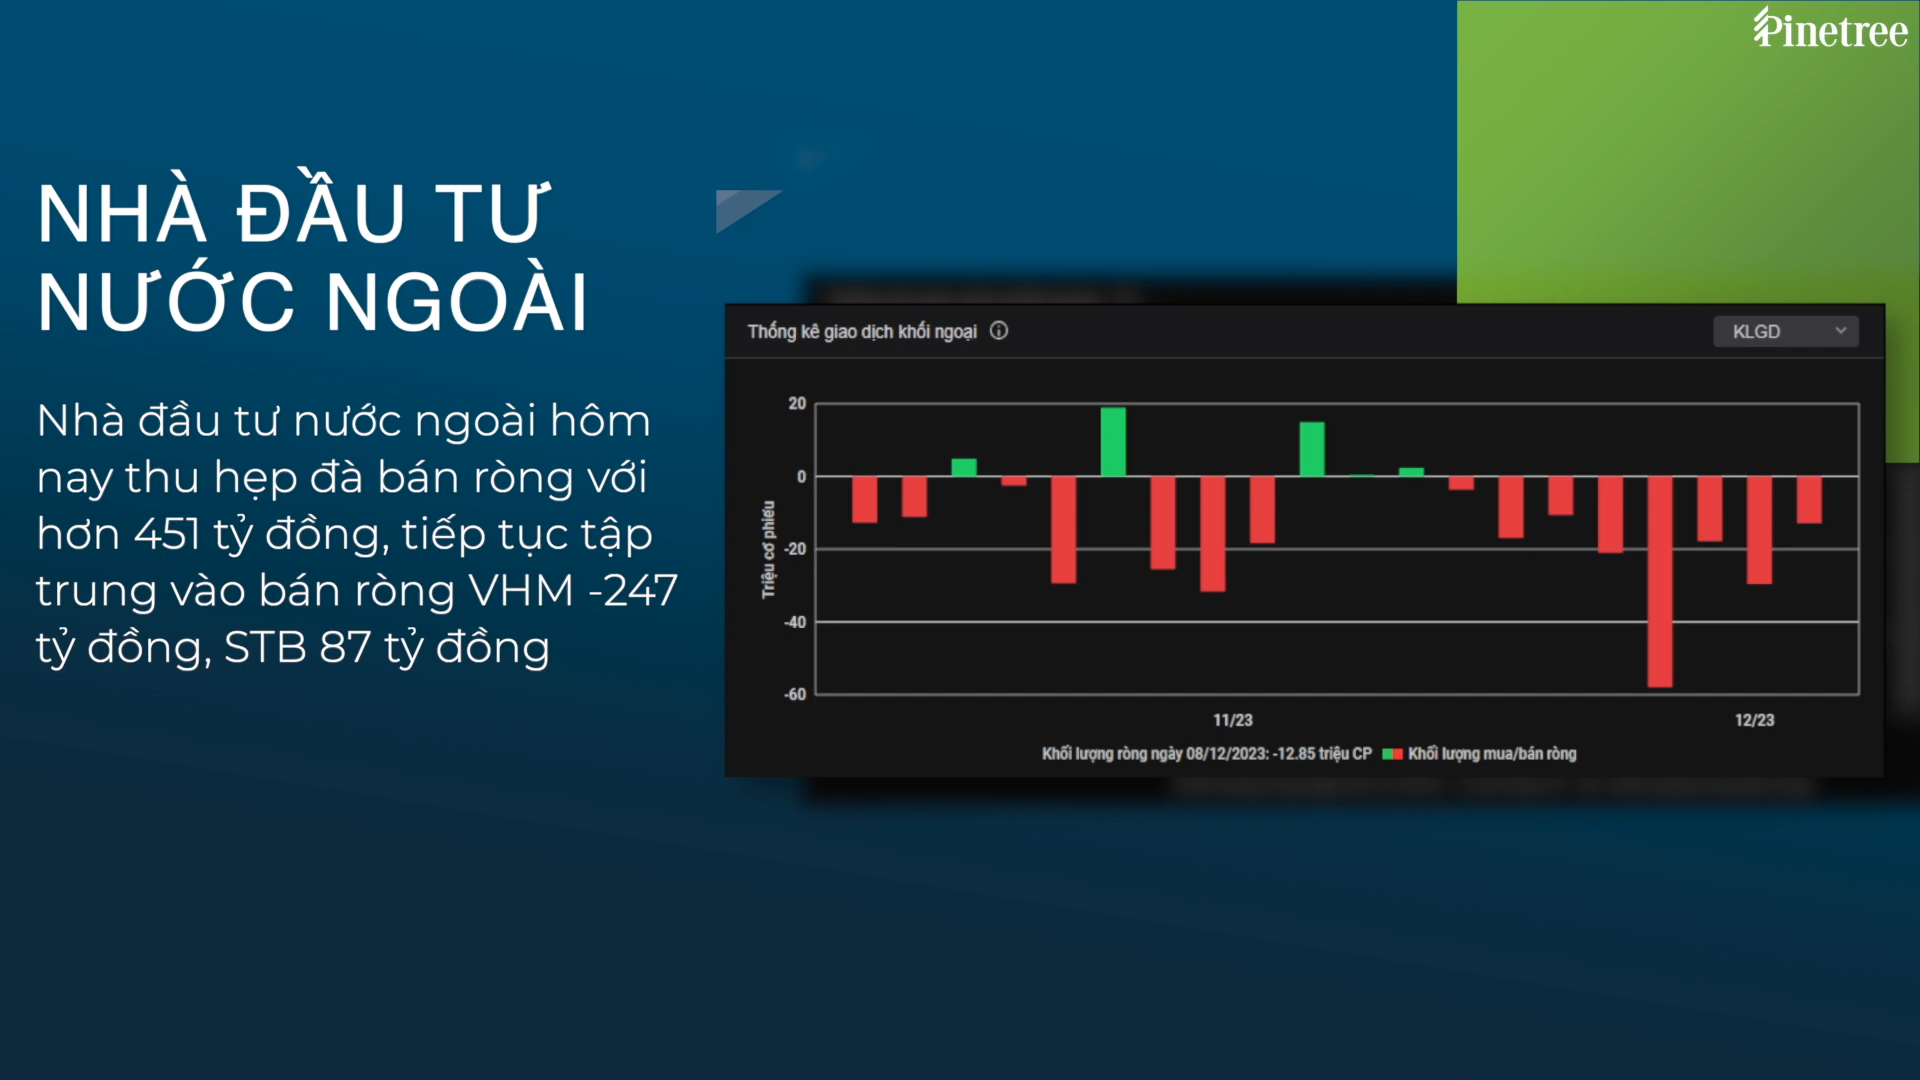 Pinetree
NHÀ ĐẦU TƯ
NƯỚC NGOÀI
Nhà đầu tư nước ngoài hôm
nay thu hẹp đà bán ròng với
hơn 451 tỷ đồng, tiếp tục tập
trung vào bán ròng VHM -247
tỷ đồng, STB 87 tỷ đồng
Thống kê giao dịch khối ngoại
KLGD
Triệu cổ phiếu
20
0
-20
-40
-60
11/23
12/23
Khối lượng ròng ngày 08/12/2023: -12.85 triệu CP
Khối lượng mua/bán ròng